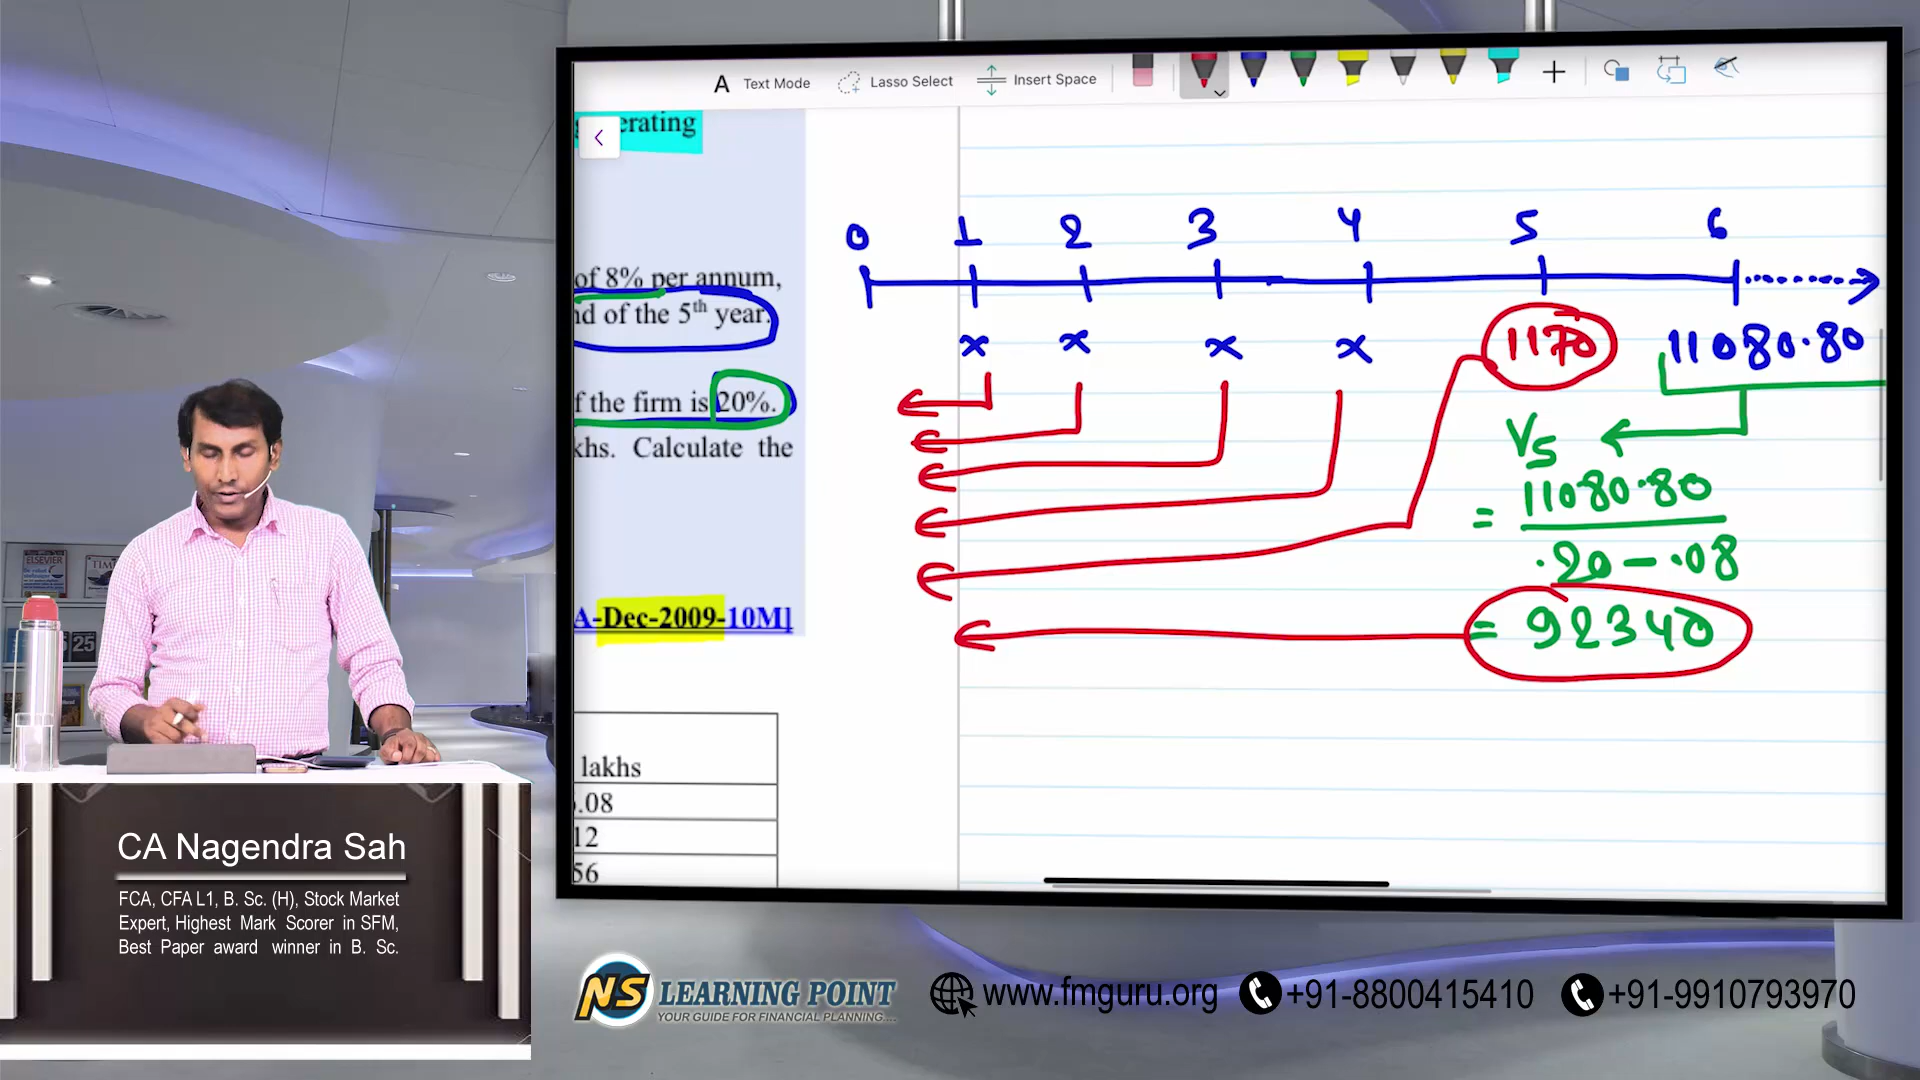 A Text Mode Lasso Select Insert Space
erating
of 8% per annum,
nd of the 5th year.
f the firm is 20%.
khs. Calculate the
A-Dec-2009-10M]
lakhs
.08
12
56
0 1 2 3 4 5 6
x x x x 1170 11080.80
V5
= 11080.80
.20 - .08
= 92340
ELSEVIER
TIM
25
CA Nagendra Sah
FCA, CFA L1, B. Sc. (H), Stock Market
Expert, Highest Mark Scorer in SFM,
Best Paper award winner in B. Sc.
NS LEARNING POINT
YOUR GUIDE FOR FINANCIAL PLANNING....
www.fmguru.org +91-8800415410 +91-9910793970